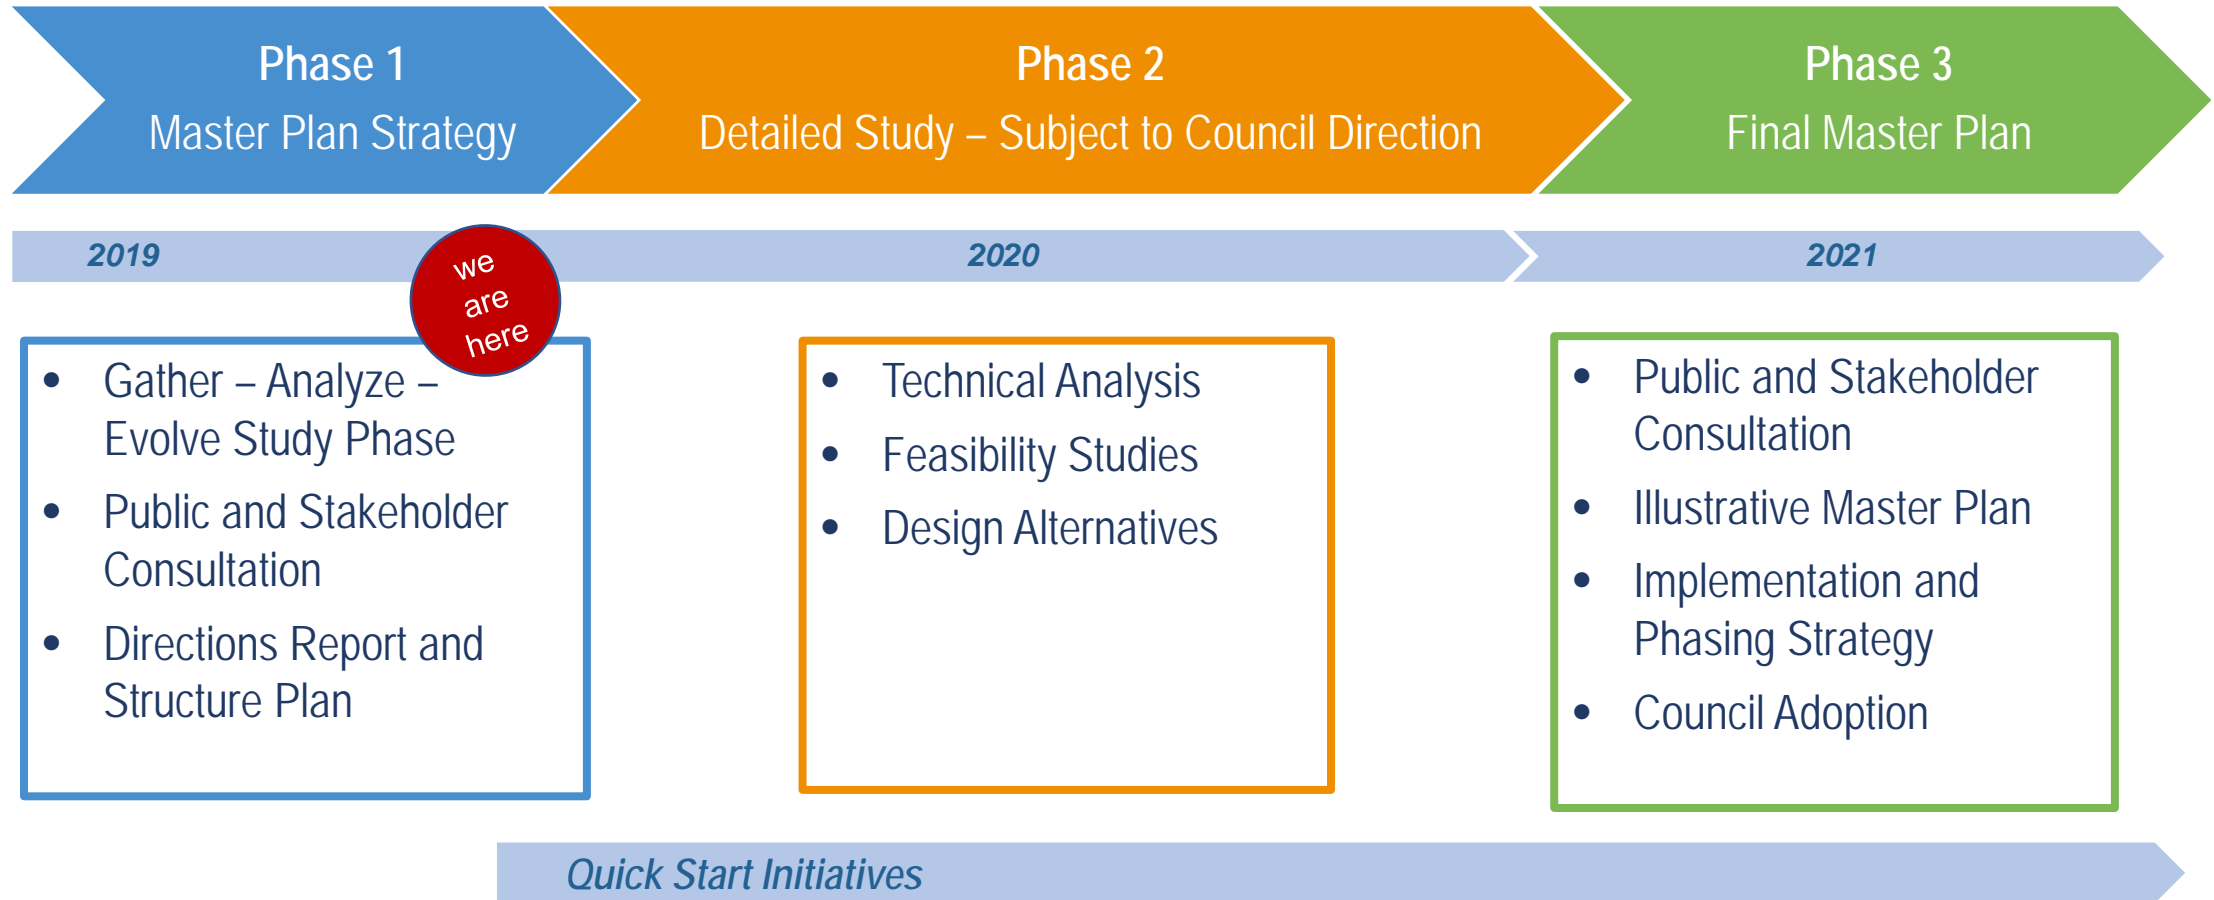 Phase 1
Master Plan Strategy
Phase 2
Detailed Study – Subject to Council Direction
Phase 3
Final Master Plan
2019
we
are
here
2020
2021
• Gather – Analyze –
Evolve Study Phase
• Public and Stakeholder
Consultation
• Directions Report and
Structure Plan
• Technical Analysis
• Feasibility Studies
• Design Alternatives
• Public and Stakeholder
Consultation
• Illustrative Master Plan
• Implementation and
Phasing Strategy
• Council Adoption
Quick Start Initiatives